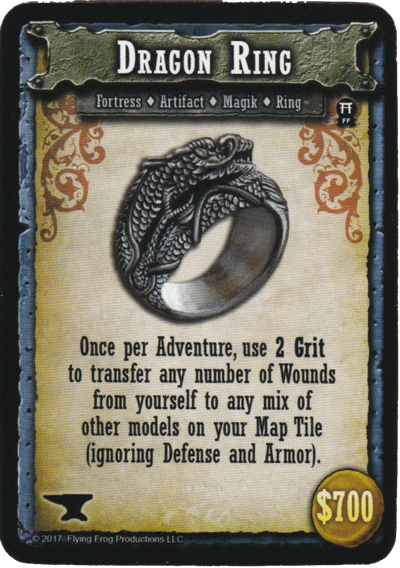 Dragon Ring
Fortress ◆ Artifact ◆ Magik ◆ Ring
FF
Once per Adventure, use 2 Grit
to transfer any number of Wounds
from yourself to any mix of
other models on your Map Tile
(ignoring Defense and Armor).
$700
© 2017 Flying Frog Productions LLC